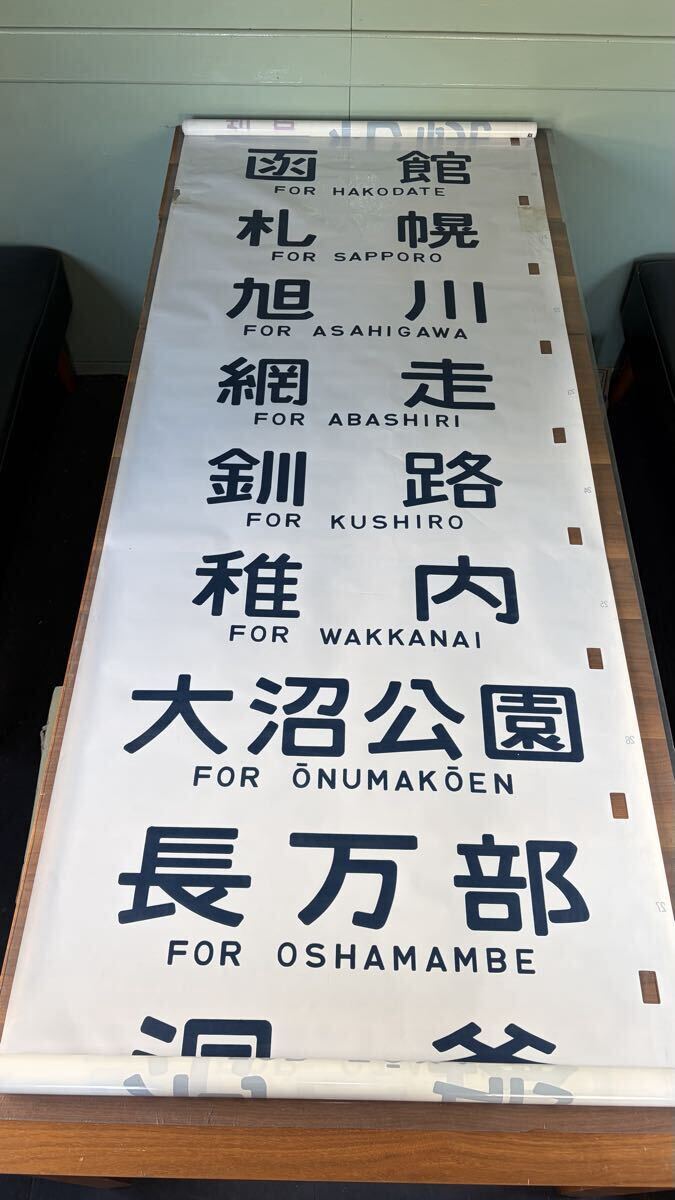 函館
FOR HAKODATE
札幌
FOR SAPPORO
旭川
FOR ASAHIGAWA
網走
FOR ABASHIRI
釧路
FOR KUSHIRO
稚内
FOR WAKKANAI
大沼公園
FOR ŌNUMAKŌEN
長万部
FOR OSHAMAMBE